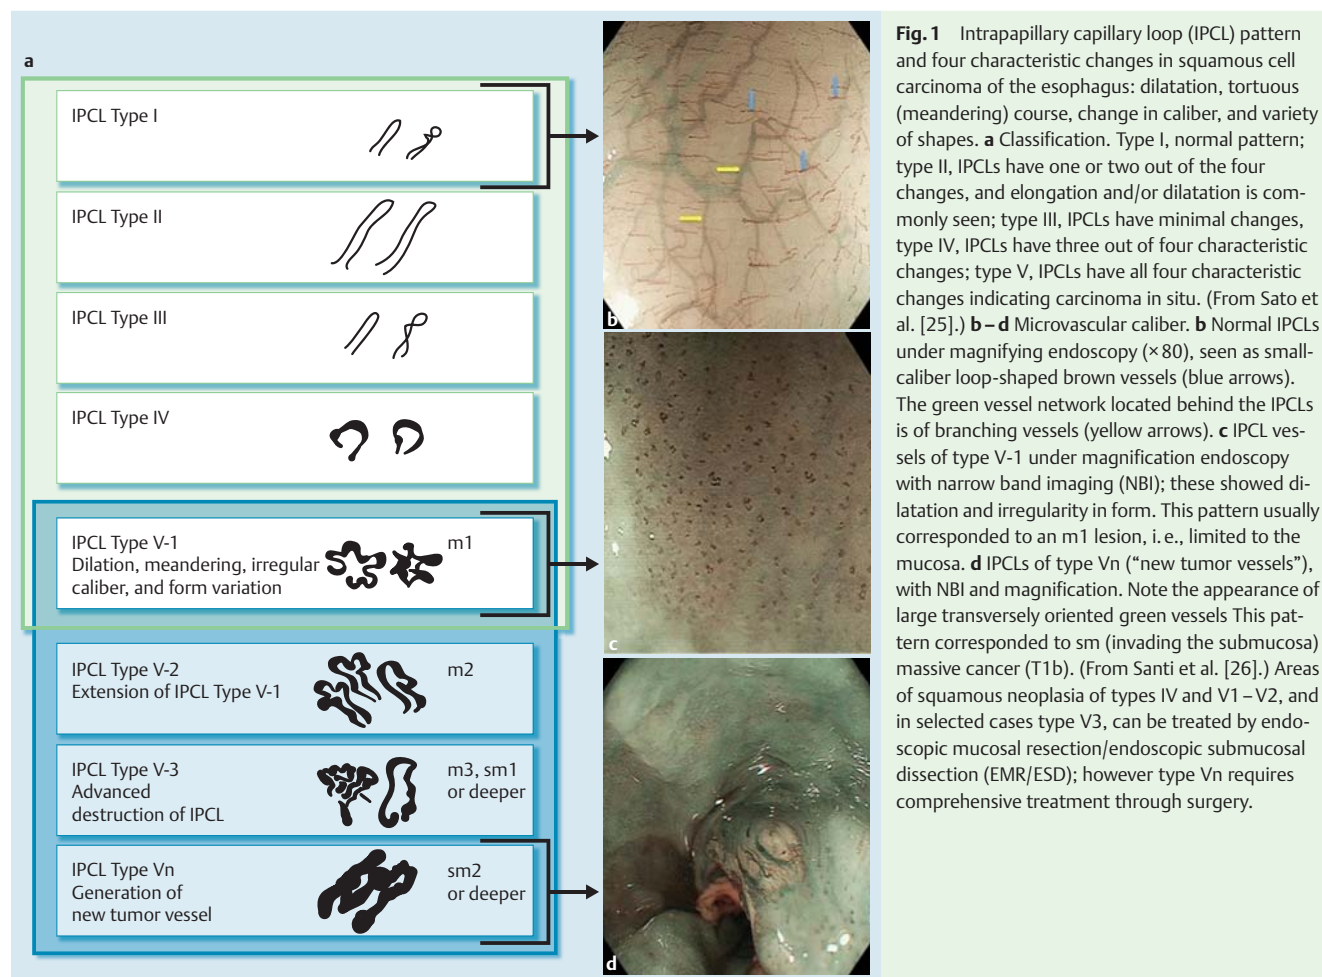 a
IPCL Type I
IPCL Type II
IPCL Type III
IPCL Type IV
IPCL Type V-1
Dilation, meandering, irregular
caliber, and form variation
m1
IPCL Type V-2
Extension of IPCL Type V-1
m2
IPCL Type V-3
Advanced
destruction of IPCL
m3, sm1
or deeper
IPCL Type Vn
Generation of
new tumor vessel
sm2
or deeper
b
c
d
Fig. 1 Intrapapillary capillary loop (IPCL) pattern
and four characteristic changes in squamous cell
carcinoma of the esophagus: dilatation, tortuous
(meandering) course, change in caliber, and variety
of shapes. a Classification. Type I, normal pattern;
type II, IPCLs have one or two out of the four
changes, and elongation and/or dilatation is com-
monly seen; type III, IPCLs have minimal changes,
type IV, IPCLs have three out of four characteristic
changes; type V, IPCLs have all four characteristic
changes indicating carcinoma in situ. (From Sato et
al. [25].) b – d Microvascular caliber. b Normal IPCLs
under magnifying endoscopy (× 80), seen as small-
caliber loop-shaped brown vessels (blue arrows).
The green vessel network located behind the IPCLs
is of branching vessels (yellow arrows). c IPCL ves-
sels of type V-1 under magnification endoscopy
with narrow band imaging (NBI); these showed di-
latation and irregularity in form. This pattern usually
corresponded to an m1 lesion, i. e., limited to the
mucosa. d IPCLs of type Vn (“new tumor vessels”),
with NBI and magnification. Note the appearance of
large transversely oriented green vessels This pat-
tern corresponded to sm (invading the submucosa)
massive cancer (T1b). (From Santi et al. [26].) Areas
of squamous neoplasia of types IV and V1 – V2, and
in selected cases type V3, can be treated by endo-
scopic mucosal resection/endoscopic submucosal
dissection (EMR/ESD); however type Vn requires
comprehensive treatment through surgery.